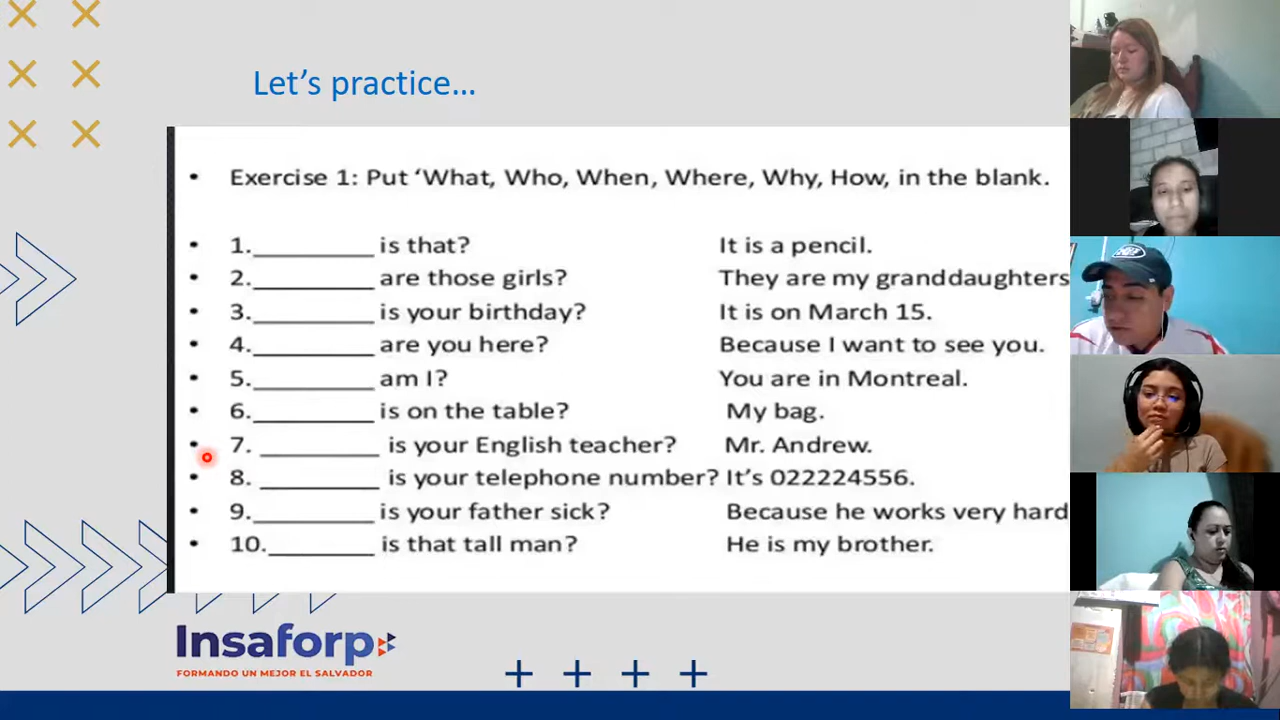 Let's practice...
• Exercise 1: Put ‘What, Who, When, Where, Why, How, in the blank.
• 1.__________ is that? It is a pencil.
• 2.__________ are those girls? They are my granddaughters
• 3.__________ is your birthday? It is on March 15.
• 4.__________ are you here? Because I want to see you.
• 5.__________ am I? You are in Montreal.
• 6.__________ is on the table? My bag.
• 7. __________ is your English teacher? Mr. Andrew.
• 8. __________ is your telephone number? It’s 022224556.
• 9.__________ is your father sick? Because he works very hard
• 10._________ is that tall man? He is my brother.
Insaforp
FORMANDO UN MEJOR EL SALVADOR